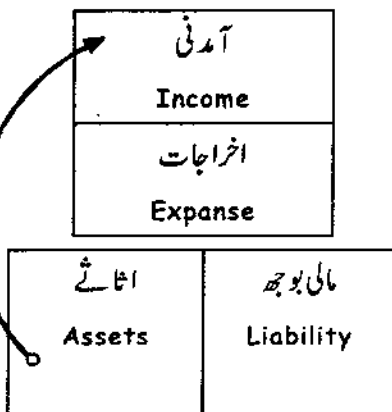 آمدنی
Income
اخراجات
Expanse
اثاثے
Assets
مالی بوجھ
Liability